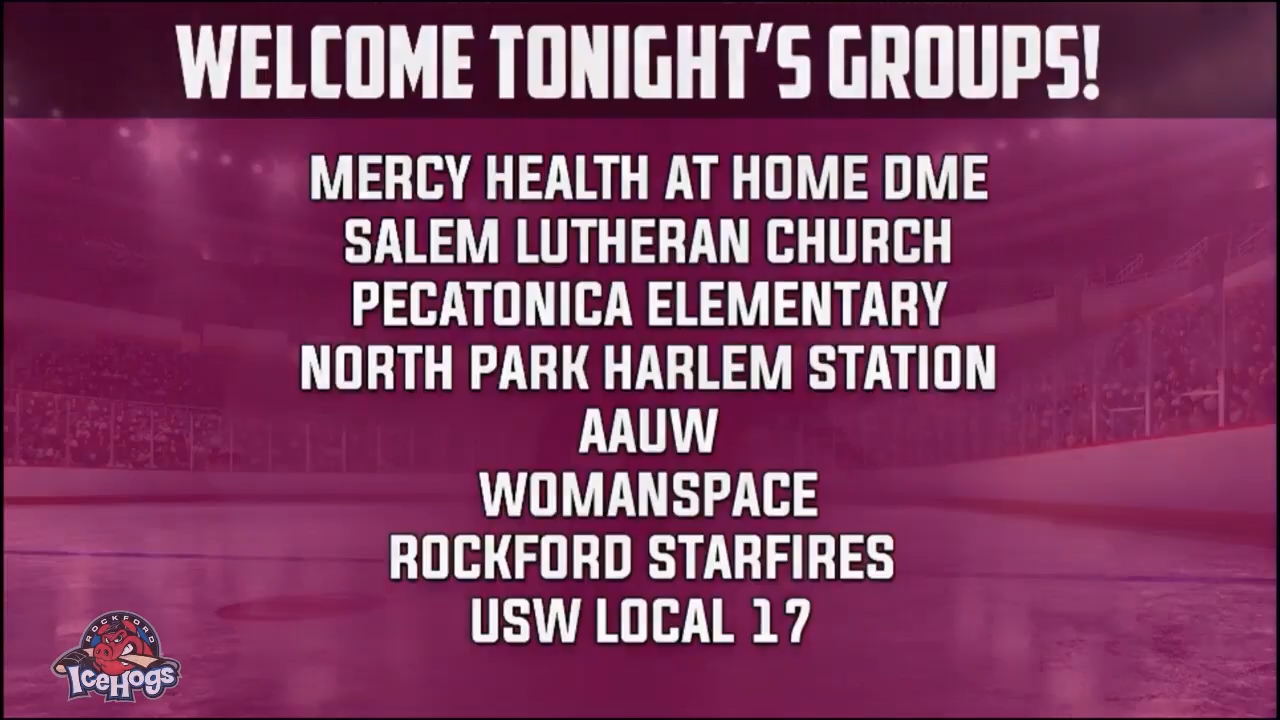 WELCOME TONIGHT'S GROUPS!
MERCY HEALTH AT HOME DME
SALEM LUTHERAN CHURCH
PECATONICA ELEMENTARY
NORTH PARK HARLEM STATION
AAUW
WOMANSPACE
ROCKFORD STARFIRES
USW LOCAL 17
ROCKFORD
ICEHOGS